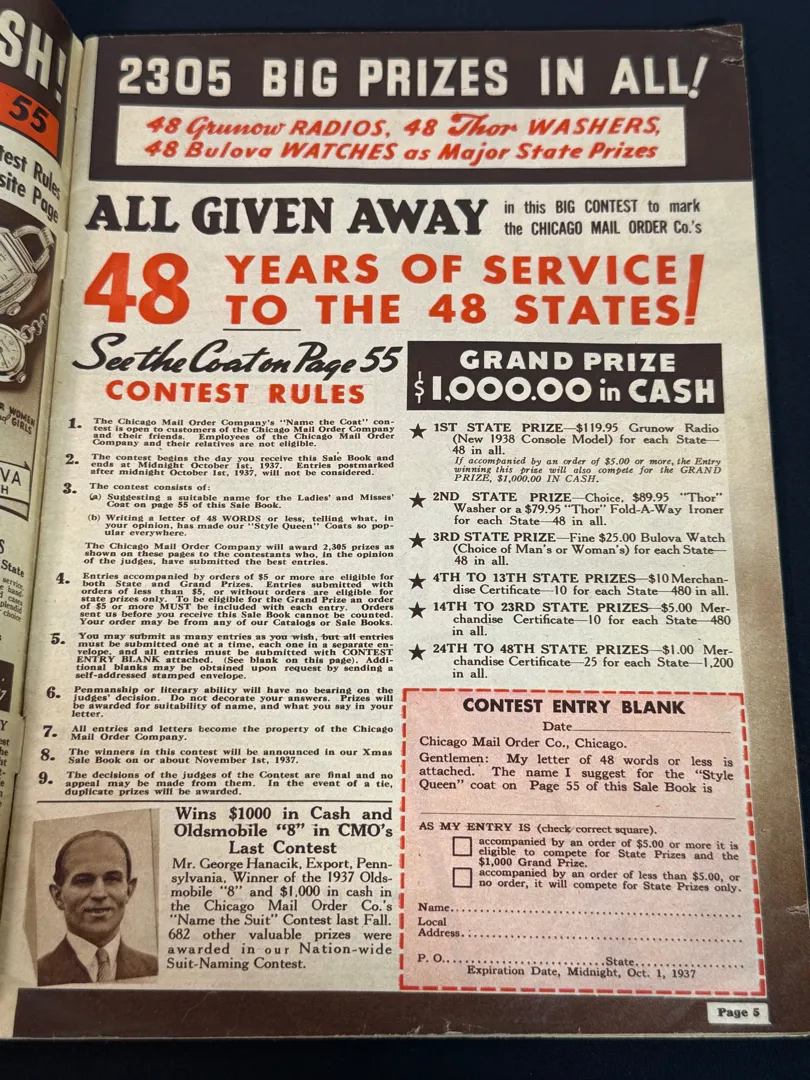 SH!
55
test Rules
site Page
R WOMEN
GIRLS
VA
H
S
State
service
hand-
cases
splendid
choice
Y
2305 BIG PRIZES IN ALL!
48 Grunow RADIOS, 48 Thor WASHERS,
48 Bulova WATCHES as Major State Prizes
ALL GIVEN AWAY
in this BIG CONTEST to mark
the CHICAGO MAIL ORDER Co.'s
48 YEARS OF SERVICE
TO THE 48 STATES!
See the Coat on Page 55
CONTEST RULES
1. The Chicago Mail Order Company's "Name the Coat" con-
test is open to customers of the Chicago Mail Order Company
and their friends. Employees of the Chicago Mail Order
Company and their relatives are not eligible.
2. The contest begins the day you receive this Sale Book and
ends at Midnight October 1st, 1937. Entries postmarked
after midnight October 1st, 1937, will not be considered.
3. The contest consists of:
(a) Suggesting a suitable name for the Ladies' and Misses'
Coat on page 55 of this Sale Book.
(b) Writing a letter of 48 WORDS or less, telling what, in
your opinion, has made our "Style Queen" Coats so pop-
ular everywhere.
The Chicago Mail Order Company will award 2,305 prizes as
shown on these pages to the contestants who, in the opinion
of the judges, have submitted the best entries.
4. Entries accompanied by orders of $5 or more are eligible for
both State and Grand Prizes. Entries submitted with
orders of less than $5, or without orders are eligible for
state prizes only. To be eligible for the Grand Prize an order
of $5 or more MUST be included with each entry. Orders
sent us before you receive this Sale Book cannot be counted.
Your order may be from any of our Catalogs or Sale Books.
5. You may submit as many entries as you wish, but all entries
must be submitted one at a time, each one in a separate en-
velope, and all entries must be submitted with CONTEST
ENTRY BLANK attached. (See blank on this page). Addi-
tional blanks may be obtained upon request by sending a
self-addressed stamped envelope.
6. Penmanship or literary ability will have no bearing on the
judges' decision. Do not decorate your answers. Prizes will
be awarded for suitability of name, and what you say in your
letter.
7. All entries and letters become the property of the Chicago
Mail Order Company.
8. The winners in this contest will be announced in our Xmas
Sale Book on or about November 1st, 1937.
9. The decisions of the judges of the Contest are final and no
appeal may be made from them. In the event of a tie,
duplicate prizes will be awarded.
Wins $1000 in Cash and
Oldsmobile "8" in CMO's
Last Contest
Mr. George Hanacik, Export, Penn-
sylvania, Winner of the 1937 Olds-
mobile "8" and $1,000 in cash in
the Chicago Mail Order Co.'s
"Name the Suit" Contest last Fall.
682 other valuable prizes were
awarded in our Nation-wide
Suit-Naming Contest.
GRAND PRIZE
$1,000.00 in CASH
★ 1ST STATE PRIZE—$119.95 Grunow Radio
(New 1938 Console Model) for each State—
48 in all.
If accompanied by an order of $5.00 or more, the Entry
winning this prize will also compete for the GRAND
PRIZE, $1,000.00 IN CASH.
★ 2ND STATE PRIZE—Choice, $89.95 "Thor"
Washer or a $79.95 "Thor" Fold-A-Way Ironer
for each State—48 in all.
★ 3RD STATE PRIZE—Fine $25.00 Bulova Watch
(Choice of Man's or Woman's) for each State—
48 in all.
★ 4TH TO 13TH STATE PRIZES—$10 Merchan-
dise Certificate—10 for each State—480 in all.
★ 14TH TO 23RD STATE PRIZES—$5.00 Mer-
chandise Certificate—10 for each State—480
in all.
★ 24TH TO 48TH STATE PRIZES—$1.00 Mer-
chandise Certificate—25 for each State—1,200
in all.
CONTEST ENTRY BLANK
Date
Chicago Mail Order Co., Chicago.
Gentlemen: My letter of 48 words or less is
attached. The name I suggest for the "Style
Queen" coat on Page 55 of this Sale Book is
AS MY ENTRY IS (check correct square).
accompanied by an order of $5.00 or more it is
eligible to compete for State Prizes and the
$1,000 Grand Prize.
accompanied by an order of less than $5.00, or
no order, it will compete for State Prizes only.
Name
Local
Address
P. O. State
Expiration Date, Midnight, Oct. 1, 1937
Page 5